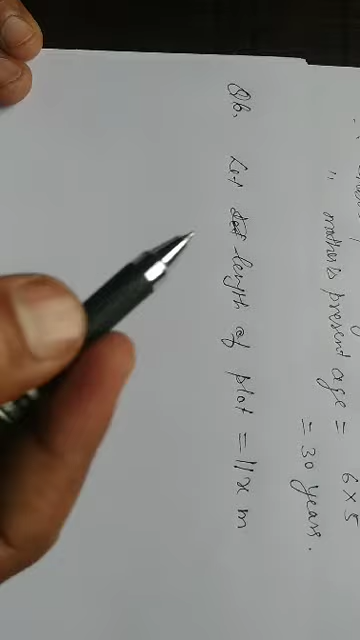 " mother's present age = 6 × 5
= 30 years.
Q6. Let length of plot = 11x m